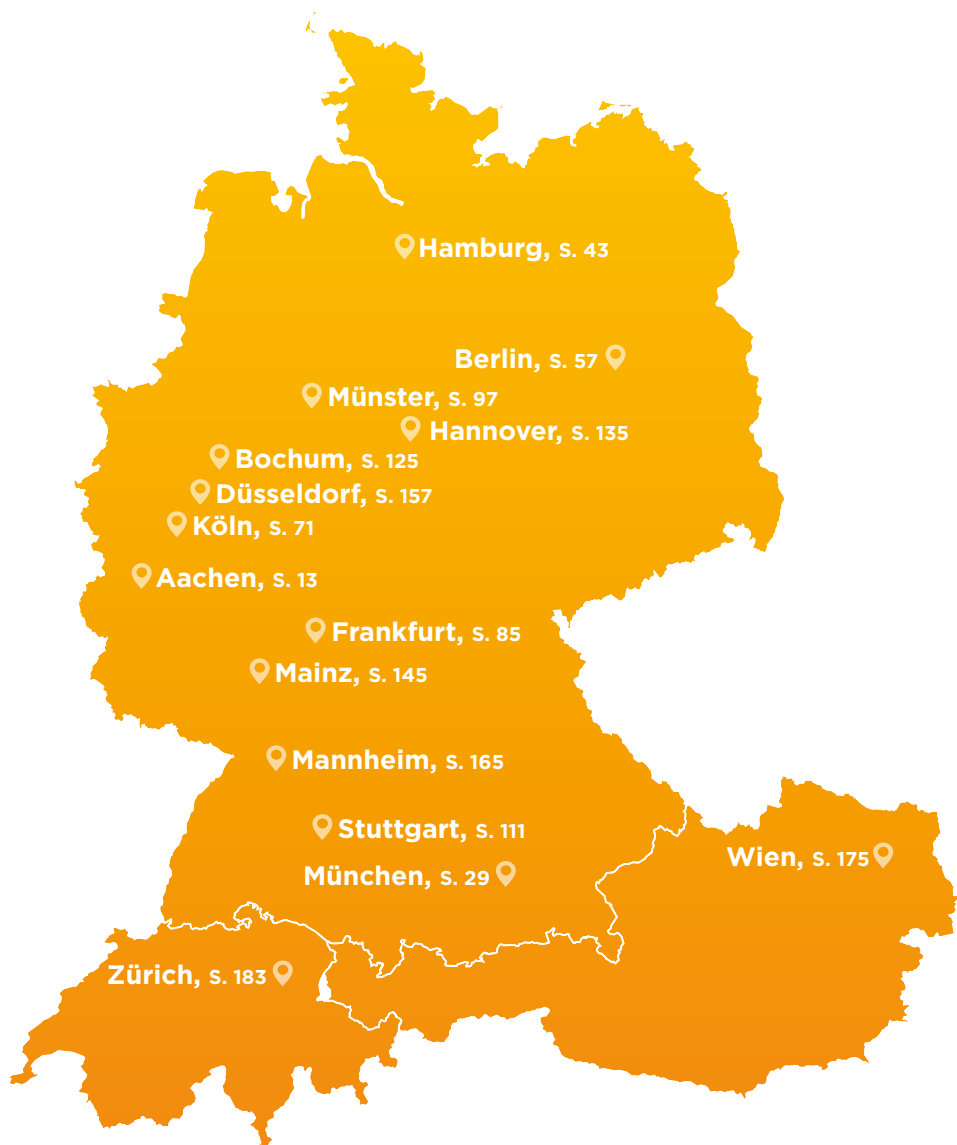 Hamburg, S. 43
Berlin, S. 57
Münster, S. 97
Hannover, S. 135
Bochum, S. 125
Düsseldorf, S. 157
Köln, S. 71
Aachen, S. 13
Frankfurt, S. 85
Mainz, S. 145
Mannheim, S. 165
Stuttgart, S. 111
Wien, S. 175
München, S. 29
Zürich, S. 183